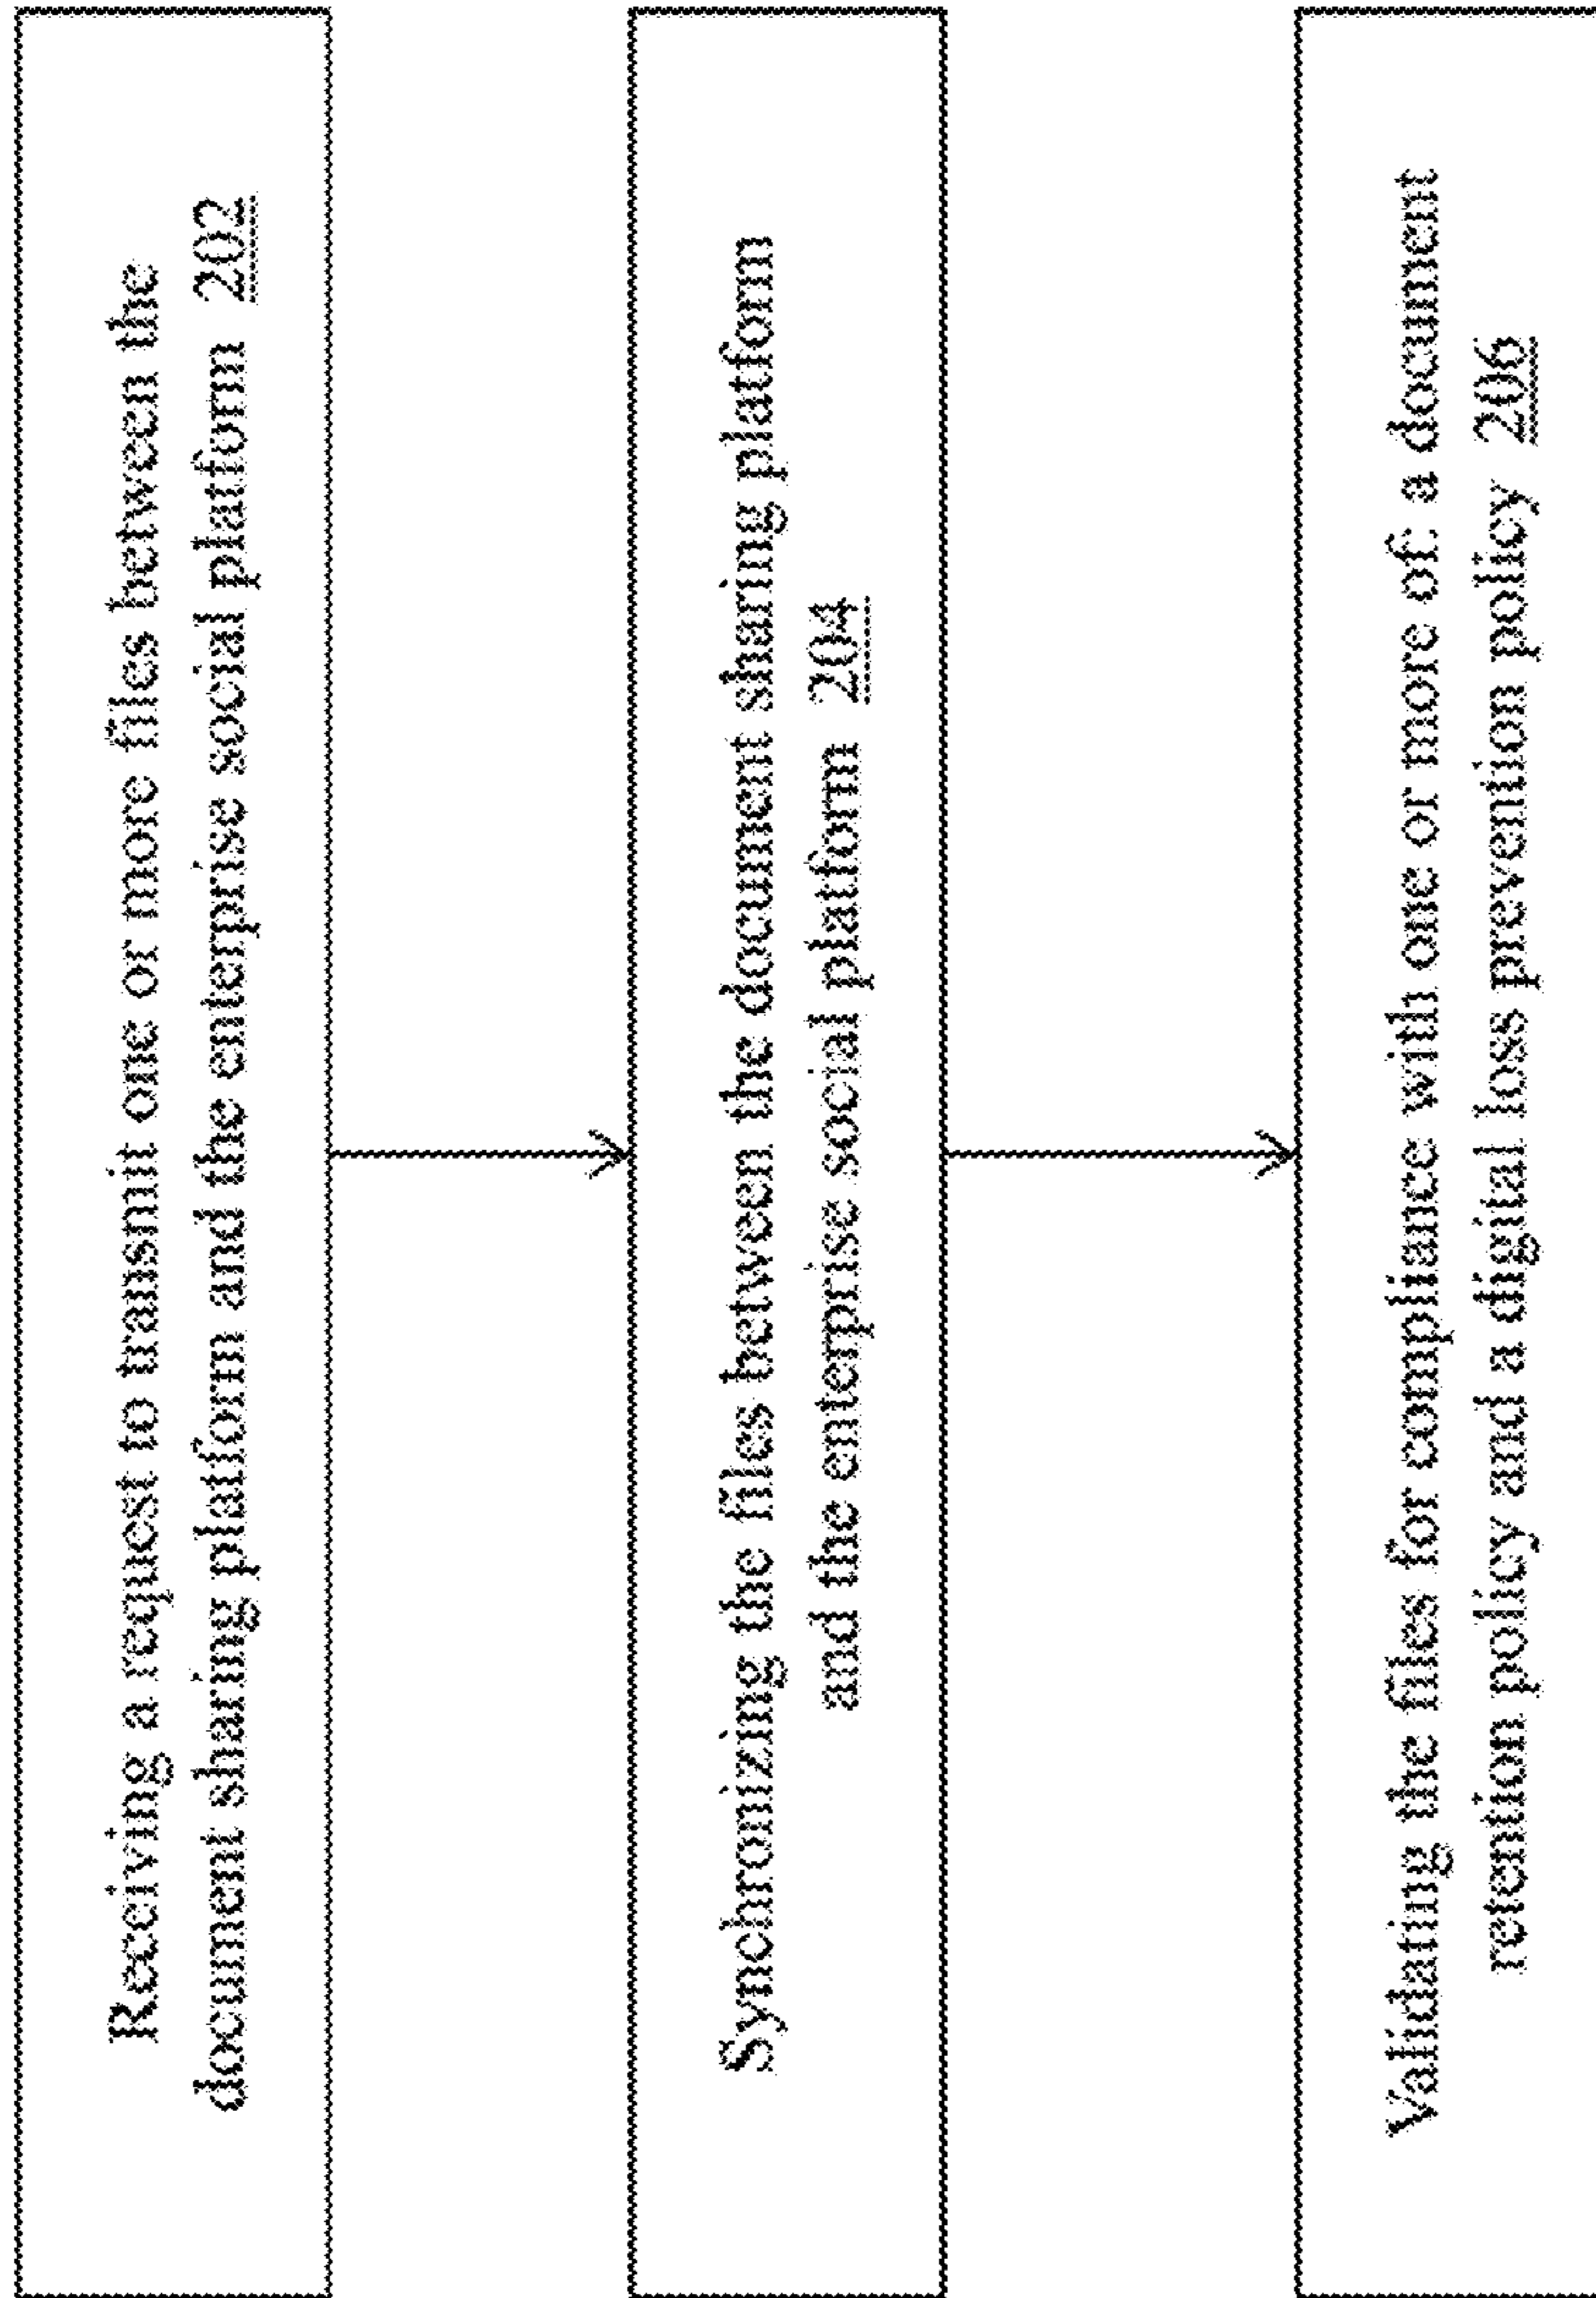 Receiving a request to transmit one or more files between the
document sharing platform and the enterprise social platform 202
Synchronizing the files between the document sharing platform
and the enterprise social platform 204
Validating the files for compliance with one or more of: a document
retention policy and a digital loss prevention policy 206